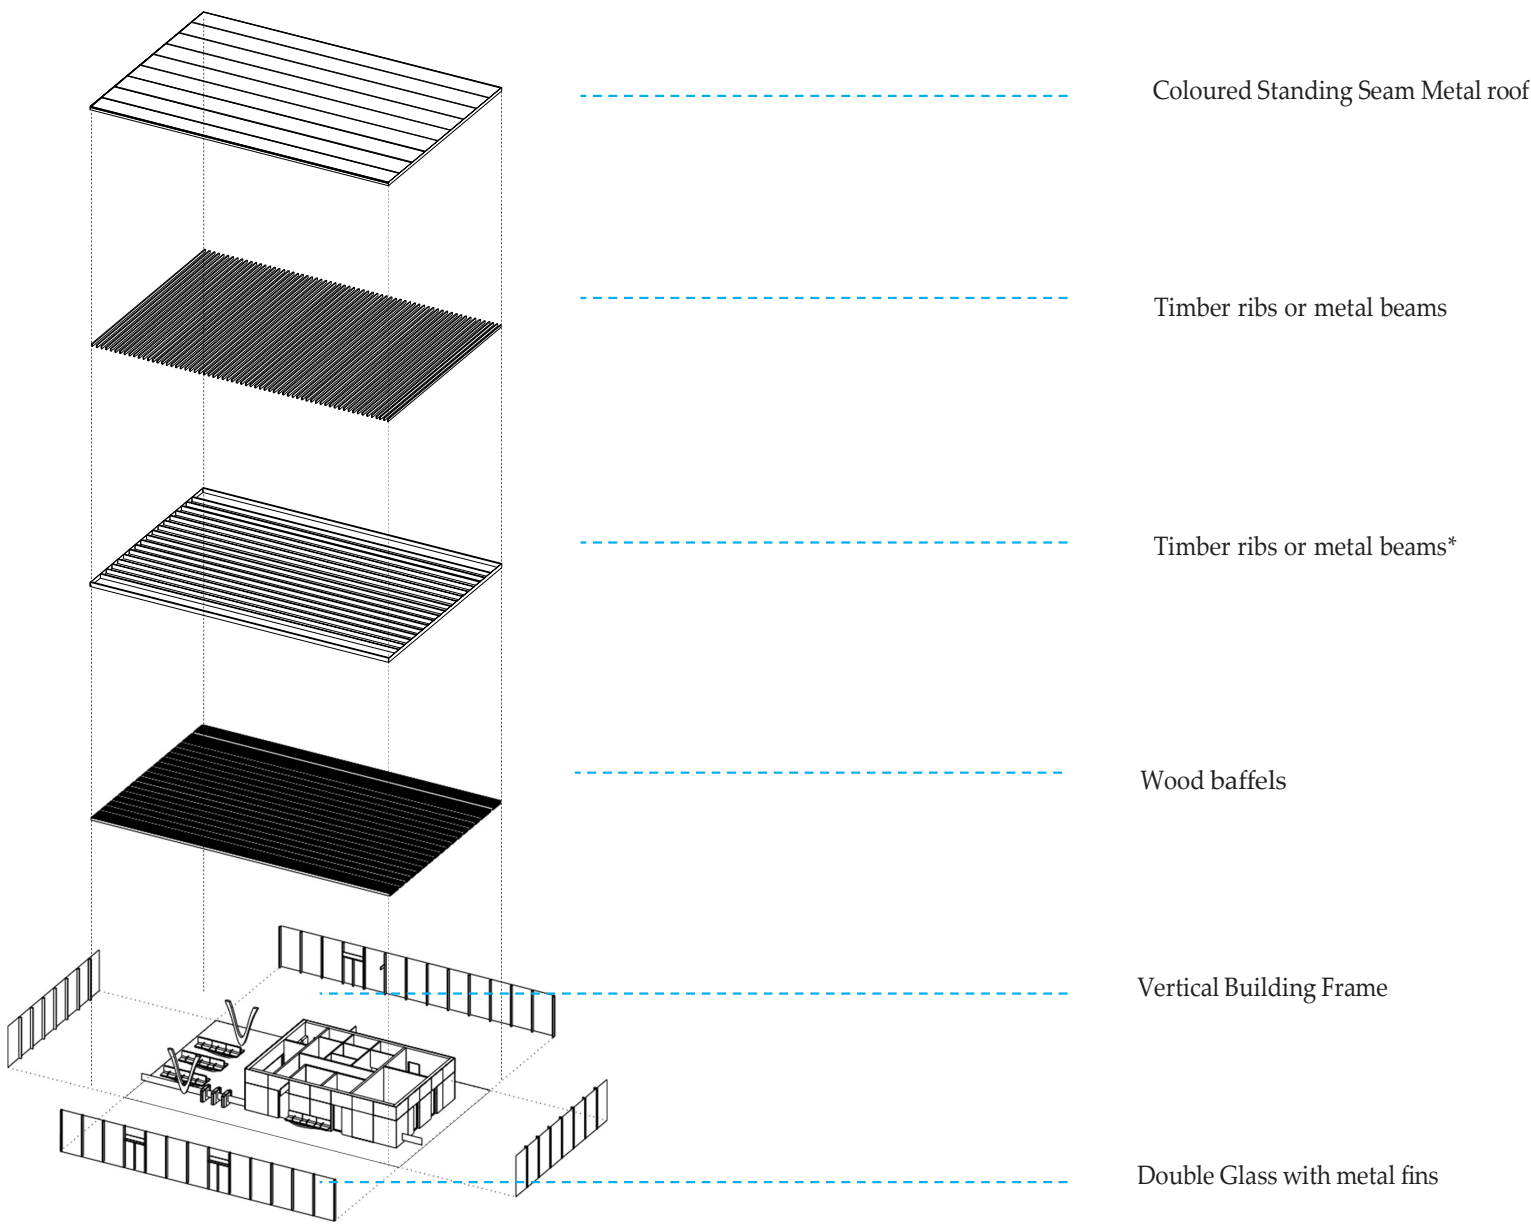 Coloured Standing Seam Metal roof
Timber ribs or metal beams
Timber ribs or metal beams*
Wood baffels
Vertical Building Frame
Double Glass with metal fins